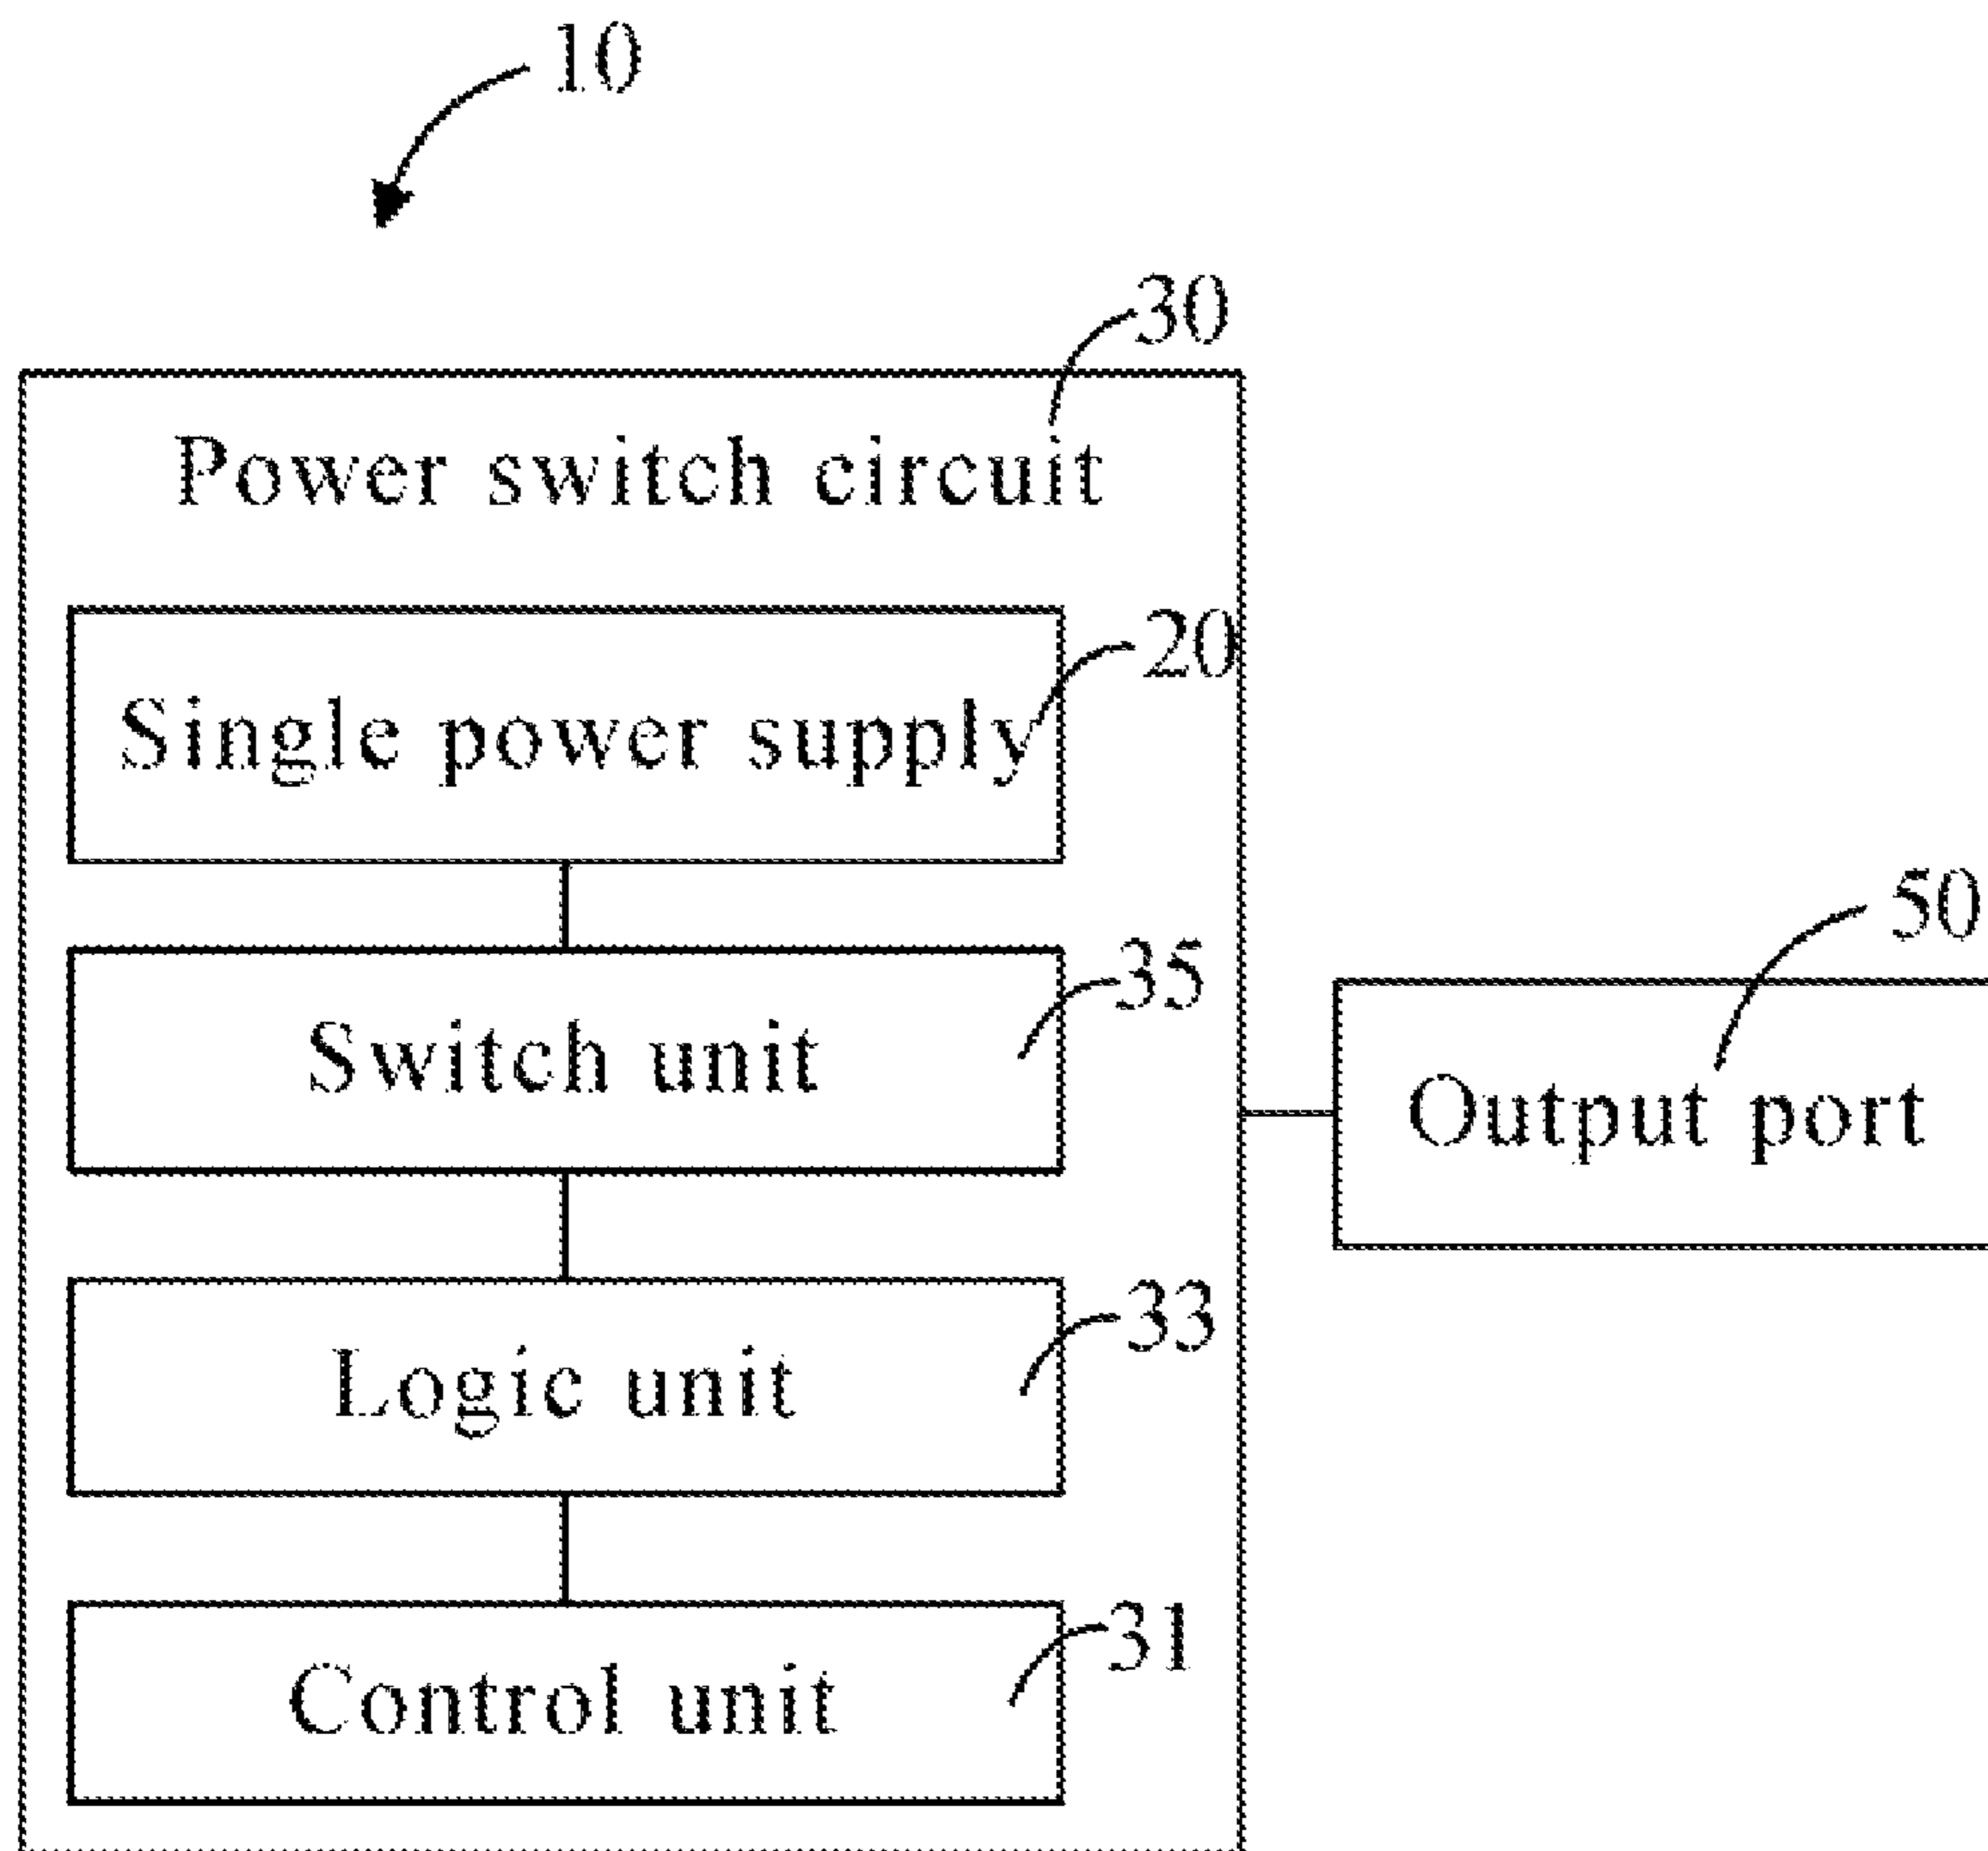 10
30
Power switch circuit
20
Single power supply
35
Switch unit
50
Output port
33
Logic unit
31
Control unit